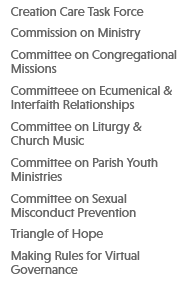 Creation Care Task Force
Commission on Ministry
Committee on Congregational
Missions
Committeee on Ecumenical &
Interfaith Relationships
Committee on Liturgy &
Church Music
Committee on Parish Youth
Ministries
Committee on Sexual
Misconduct Prevention
Triangle of Hope
Making Rules for Virtual
Governance